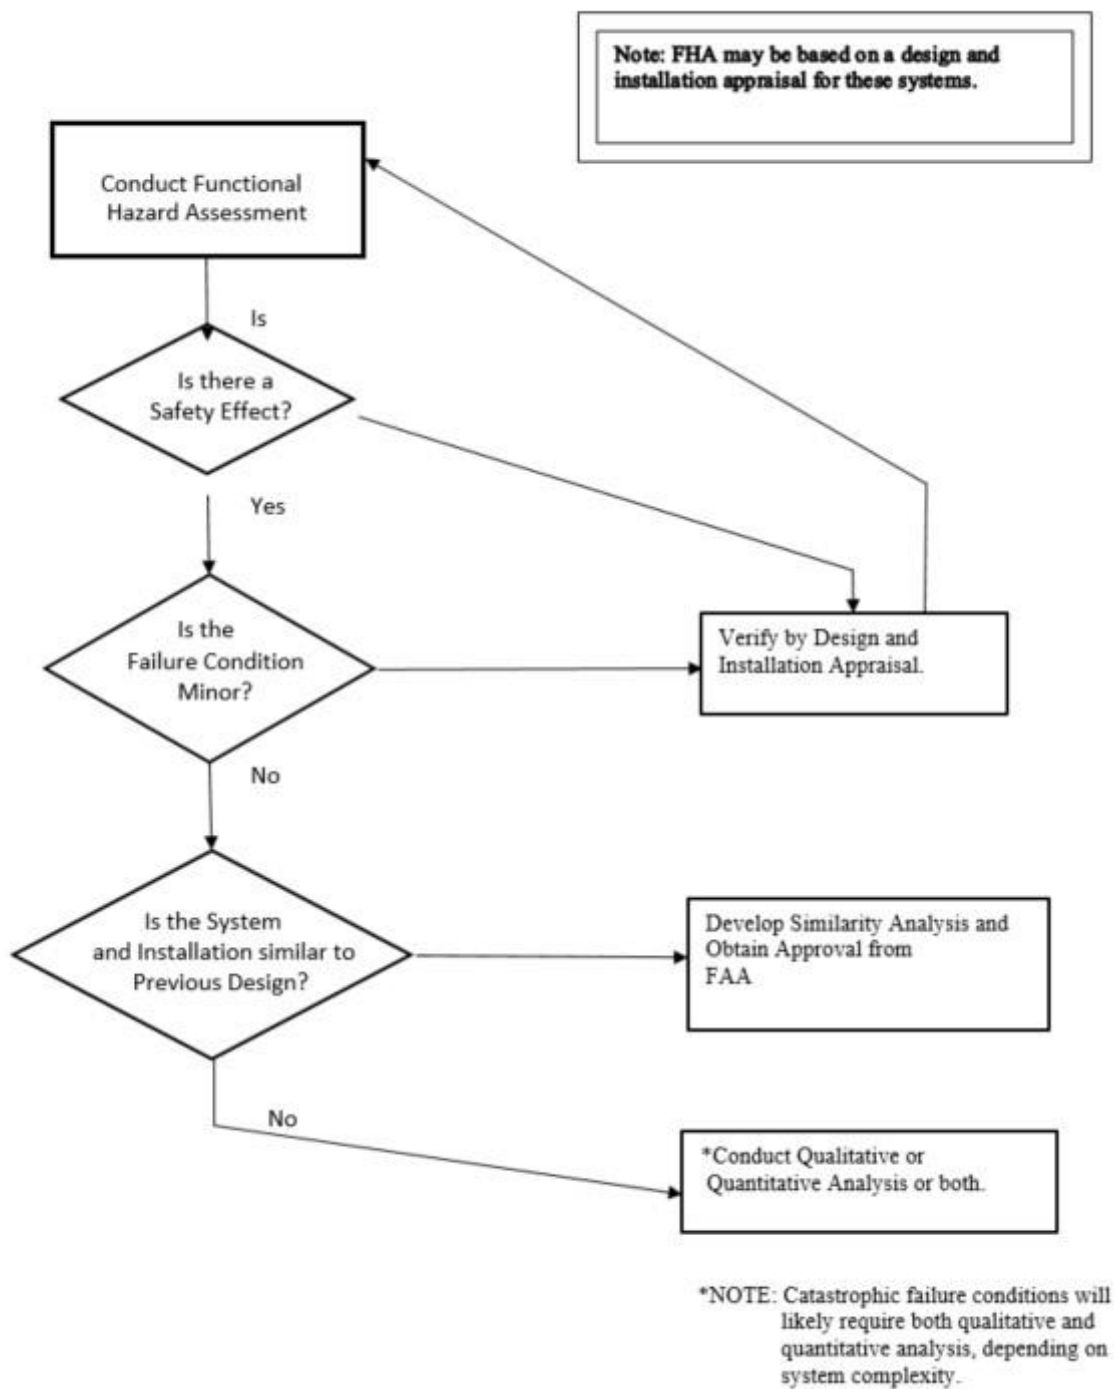 Note: FHA may be based on a design and
installation appraisal for these systems.
Conduct Functional
Hazard Assessment
Is
Is there a
Safety Effect?
Yes
Is the
Failure Condition
Minor?
Verify by Design and
Installation Appraisal.
No
Is the System
and Installation similar to
Previous Design?
Develop Similarity Analysis and
Obtain Approval from
FAA
No
*Conduct Qualitative or
Quantitative Analysis or both.
*NOTE: Catastrophic failure conditions will
likely require both qualitative and
quantitative analysis, depending on
system complexity.